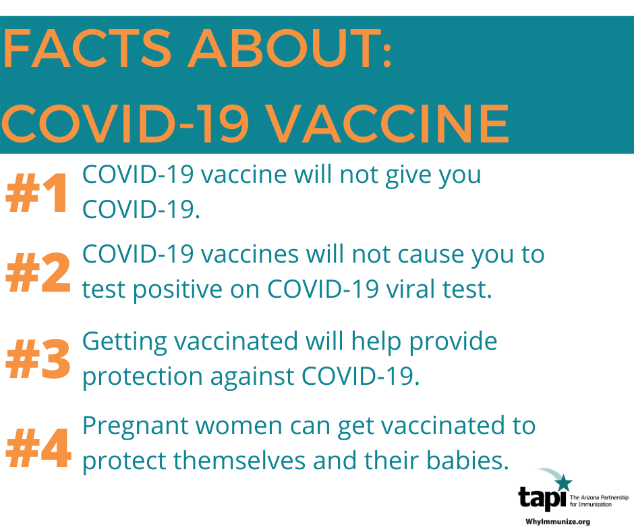 FACTS ABOUT:
COVID-19 VACCINE
#1 COVID-19 vaccine will not give you
COVID-19.
#2 COVID-19 vaccines will not cause you to
test positive on COVID-19 viral test.
#3 Getting vaccinated will help provide
protection against COVID-19.
#4 Pregnant women can get vaccinated to
protect themselves and their babies.
tapi The Arizona Partnership
for Immunization
WhyImmunize.org